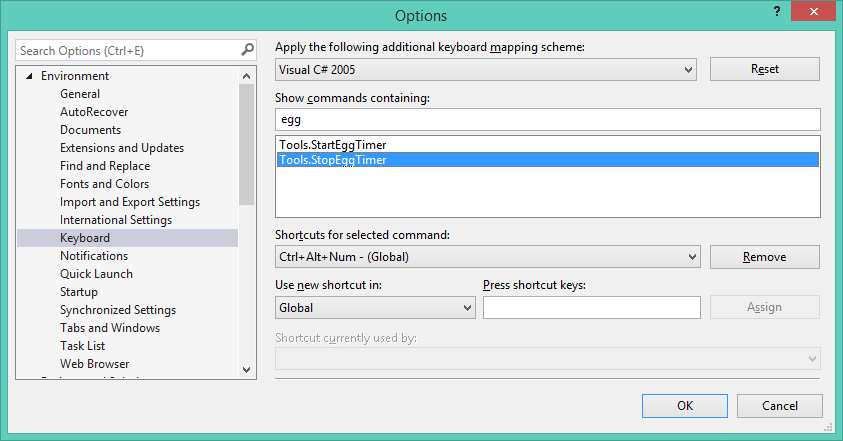 Options
?
Search Options (Ctrl+E)
Environment
General
AutoRecover
Documents
Extensions and Updates
Find and Replace
Fonts and Colors
Import and Export Settings
International Settings
Keyboard
Notifications
Quick Launch
Startup
Synchronized Settings
Tabs and Windows
Task List
Web Browser
Apply the following additional keyboard mapping scheme:
Visual C# 2005
Reset
Show commands containing:
egg
Tools.StartEggTimer
Tools.StopEggTimer
Shortcuts for selected command:
Ctrl+Alt+Num - (Global)
Remove
Use new shortcut in:
Press shortcut keys:
Global
Assign
Shortcut currently used by:
OK
Cancel